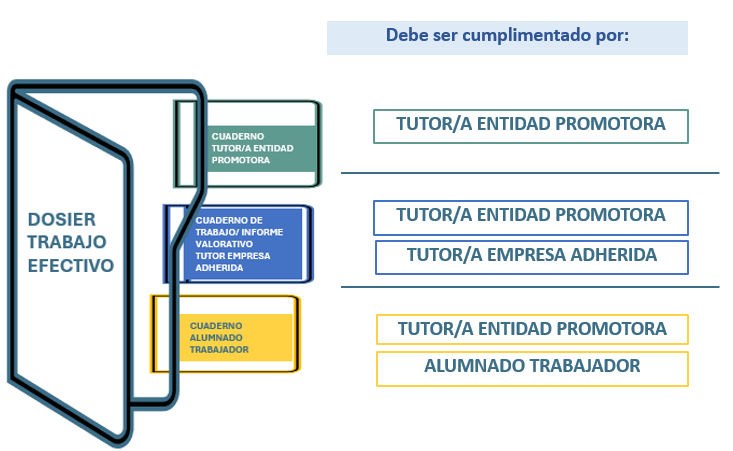 Debe ser cumplimentado por:
DOSIER
TRABAJO
EFECTIVO
CUADERNO
TUTOR/A ENTIDAD
PROMOTORA
TUTOR/A ENTIDAD PROMOTORA
CUADERNO DE
TRABAJO/ INFORME
VALORATIVO
TUTOR EMPRESA
ADHERIDA
TUTOR/A ENTIDAD PROMOTORA
TUTOR/A EMPRESA ADHERIDA
CUADERNO
ALUMNADO
TRABAJADOR
TUTOR/A ENTIDAD PROMOTORA
ALUMNADO TRABAJADOR